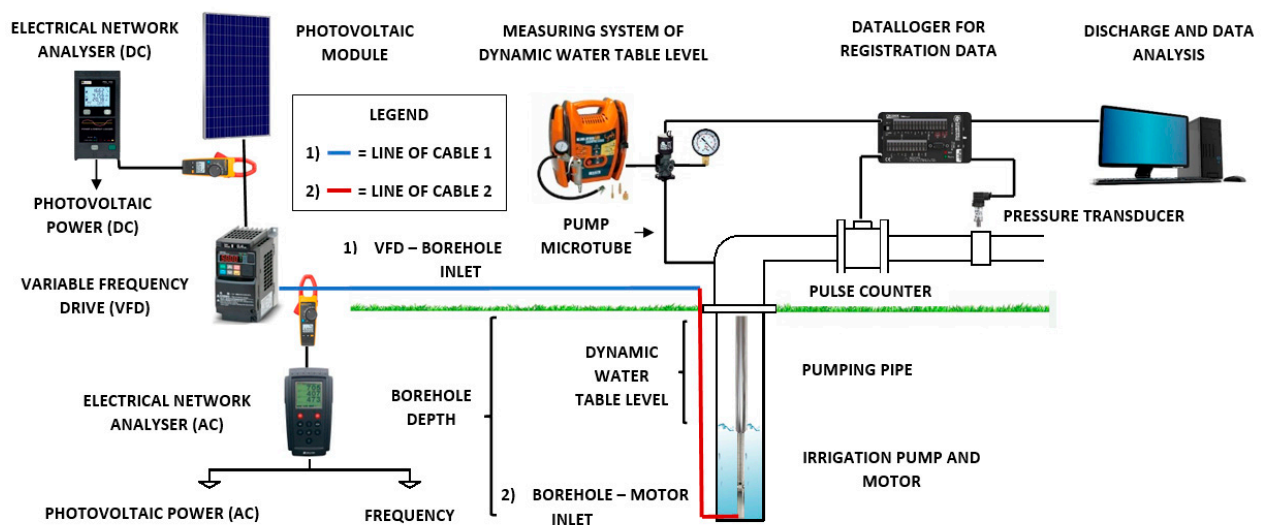 ELECTRICAL NETWORK
ANALYSER (DC)
PHOTOVOLTAIC
MODULE
MEASURING SYSTEM OF
DYNAMIC WATER TABLE LEVEL
DATALLOGER FOR
REGISTRATION DATA
DISCHARGE AND DATA
ANALYSIS
LEGEND
1) = LINE OF CABLE 1
2) = LINE OF CABLE 2
PHOTOVOLTAIC
POWER (DC)
PUMP
MICROTUBE
PRESSURE TRANSDUCER
1) VFD – BOREHOLE
INLET
VARIABLE FREQUENCY
DRIVE (VFD)
PULSE COUNTER
DYNAMIC
WATER
TABLE LEVEL
PUMPING PIPE
BOREHOLE
DEPTH
ELECTRICAL NETWORK
ANALYSER (AC)
IRRIGATION PUMP AND
MOTOR
2) BOREHOLE – MOTOR
INLET
PHOTOVOLTAIC POWER (AC)
FREQUENCY